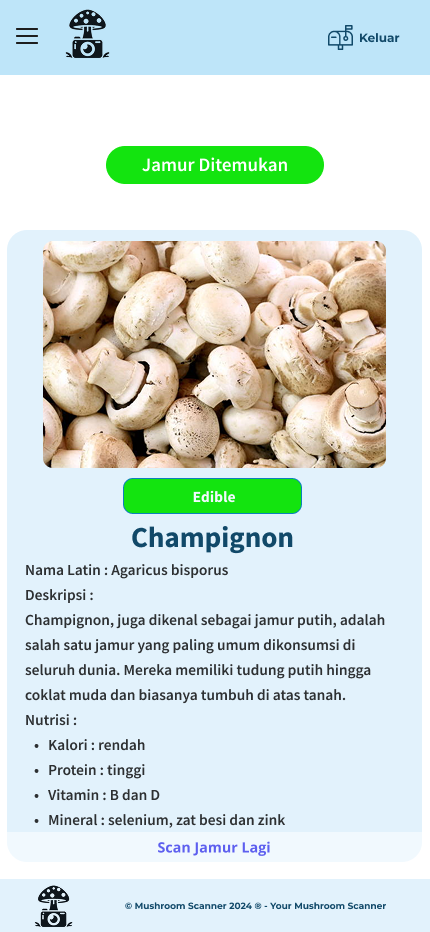 Keluar
Jamur Ditemukan
Edible
Champignon
Nama Latin : Agaricus bisporus
Deskripsi :
Champignon, juga dikenal sebagai jamur putih, adalah
salah satu jamur yang paling umum dikonsumsi di
seluruh dunia. Mereka memiliki tudung putih hingga
coklat muda dan biasanya tumbuh di atas tanah.
Nutrisi :
• Kalori : rendah
• Protein : tinggi
• Vitamin : B dan D
• Mineral : selenium, zat besi dan zink
Scan Jamur Lagi
© Mushroom Scanner 2024 ® - Your Mushroom Scanner